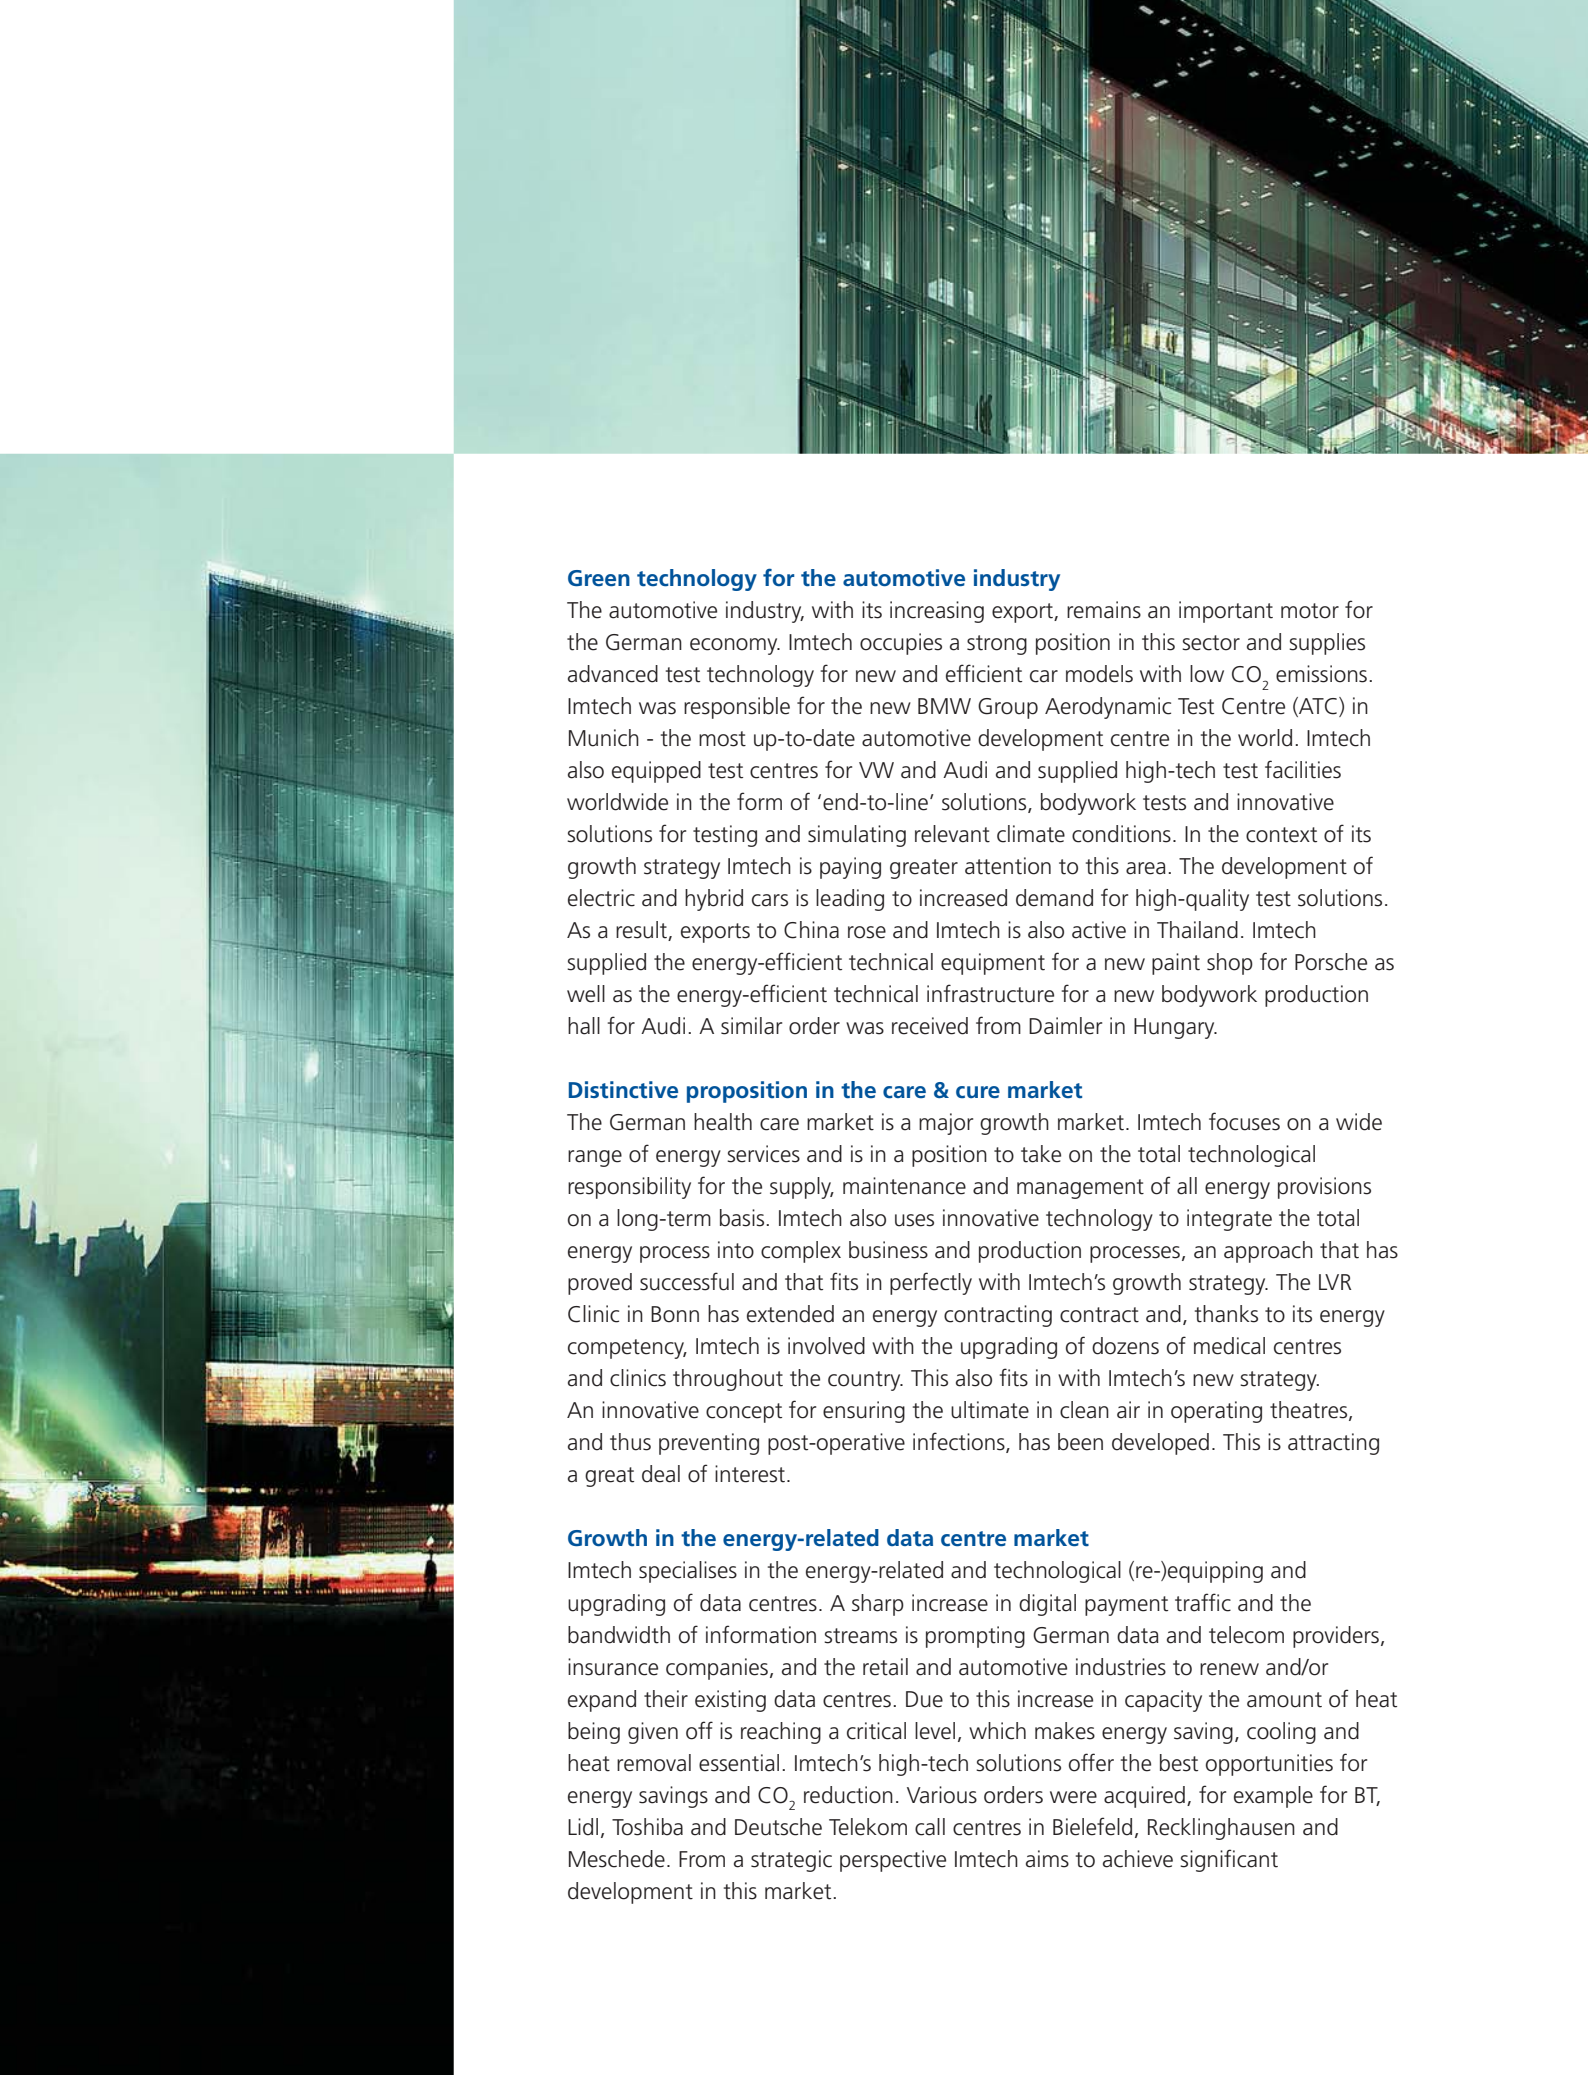 CINEMA THERM
Green technology for the automotive industry
The automotive industry, with its increasing export, remains an important motor for
the German economy. Imtech occupies a strong position in this sector and supplies
advanced test technology for new and efficient car models with low CO₂ emissions.
Imtech was responsible for the new BMW Group Aerodynamic Test Centre (ATC) in
Munich - the most up-to-date automotive development centre in the world. Imtech
also equipped test centres for VW and Audi and supplied high-tech test facilities
worldwide in the form of ‘end-to-line’ solutions, bodywork tests and innovative
solutions for testing and simulating relevant climate conditions. In the context of its
growth strategy Imtech is paying greater attention to this area. The development of
electric and hybrid cars is leading to increased demand for high-quality test solutions.
As a result, exports to China rose and Imtech is also active in Thailand. Imtech
supplied the energy-efficient technical equipment for a new paint shop for Porsche as
well as the energy-efficient technical infrastructure for a new bodywork production
hall for Audi. A similar order was received from Daimler in Hungary.
Distinctive proposition in the care & cure market
The German health care market is a major growth market. Imtech focuses on a wide
range of energy services and is in a position to take on the total technological
responsibility for the supply, maintenance and management of all energy provisions
on a long-term basis. Imtech also uses innovative technology to integrate the total
energy process into complex business and production processes, an approach that has
proved successful and that fits in perfectly with Imtech’s growth strategy. The LVR
Clinic in Bonn has extended an energy contracting contract and, thanks to its energy
competency, Imtech is involved with the upgrading of dozens of medical centres
and clinics throughout the country. This also fits in with Imtech’s new strategy.
An innovative concept for ensuring the ultimate in clean air in operating theatres,
and thus preventing post-operative infections, has been developed. This is attracting
a great deal of interest.
Growth in the energy-related data centre market
Imtech specialises in the energy-related and technological (re-)equipping and
upgrading of data centres. A sharp increase in digital payment traffic and the
bandwidth of information streams is prompting German data and telecom providers,
insurance companies, and the retail and automotive industries to renew and/or
expand their existing data centres. Due to this increase in capacity the amount of heat
being given off is reaching a critical level, which makes energy saving, cooling and
heat removal essential. Imtech’s high-tech solutions offer the best opportunities for
energy savings and CO₂ reduction. Various orders were acquired, for example for BT,
Lidl, Toshiba and Deutsche Telekom call centres in Bielefeld, Recklinghausen and
Meschede. From a strategic perspective Imtech aims to achieve significant
development in this market.